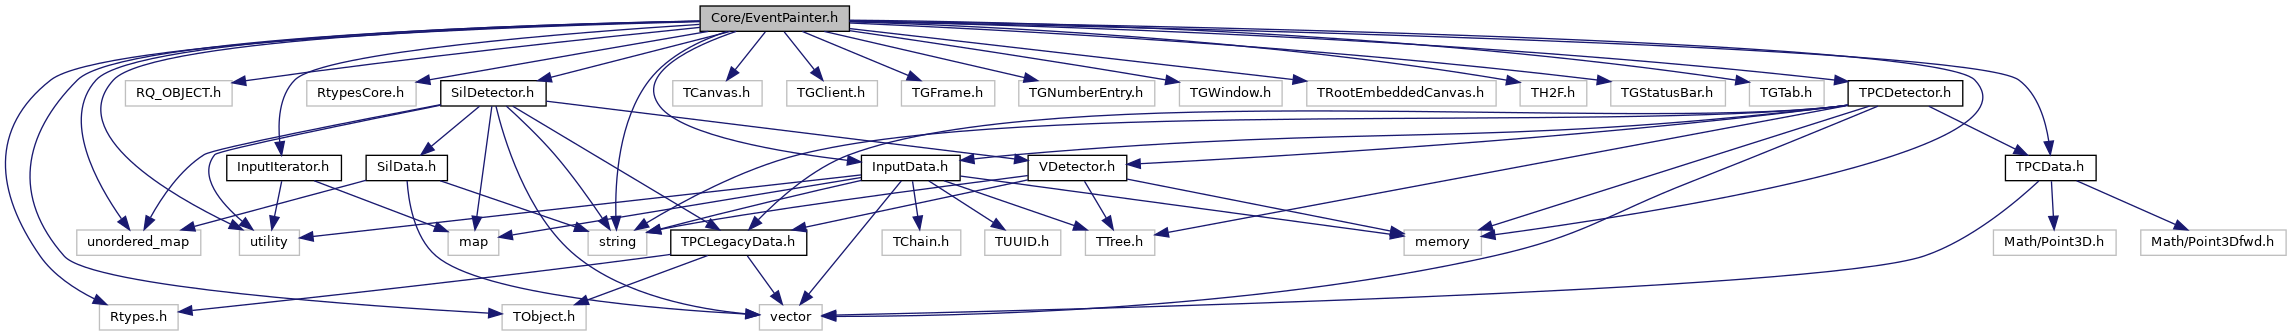 Core/EventPainter.h
RQ_OBJECT.h
RtypesCore.h
SilDetector.h
TCanvas.h
TGClient.h
TGFrame.h
TGNumberEntry.h
TGWindow.h
TRootEmbeddedCanvas.h
TH2F.h
TGStatusBar.h
TGTab.h
TPCDetector.h
InputIterator.h
SilData.h
InputData.h
VDetector.h
TPCData.h
unordered_map
utility
map
string
TPCLegacyData.h
TChain.h
TUUID.h
TTree.h
memory
Math/Point3D.h
Math/Point3Dfwd.h
Rtypes.h
TObject.h
vector